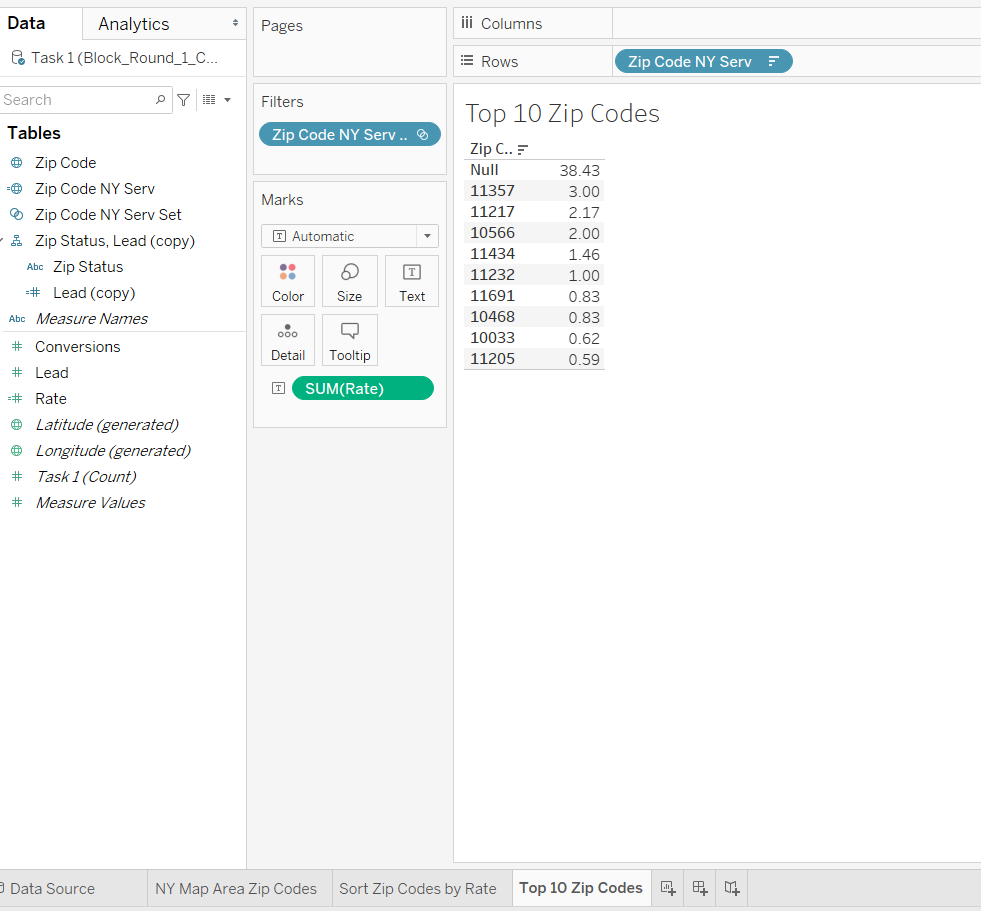 Data
Analytics
Task 1 (Block_Round_1_C...
Search
Tables
Zip Code
Zip Code NY Serv
Zip Code NY Serv Set
Zip Status, Lead (copy)
Abc Zip Status
Lead (copy)
Abc Measure Names
Conversions
Lead
Rate
Latitude (generated)
Longitude (generated)
Task 1 (Count)
Measure Values
Pages
Filters
Zip Code NY Serv ..
Marks
T Automatic
Color Size Text
Detail Tooltip
T SUM(Rate)
Columns
Rows Zip Code NY Serv
Top 10 Zip Codes
Zip C..
Null 38.43
11357 3.00
11217 2.17
10566 2.00
11434 1.46
11232 1.00
11691 0.83
10468 0.83
10033 0.62
11205 0.59
Data Source NY Map Area Zip Codes Sort Zip Codes by Rate Top 10 Zip Codes